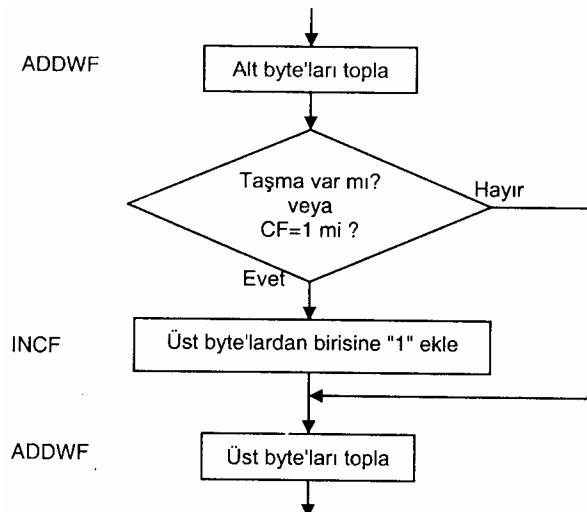 ADDWF
Alt byte'ları topla
Taşma var mı?
veya
CF=1 mi ?
Hayır
Evet
INCF
Üst byte'lardan birisine "1" ekle
ADDWF
Üst byte'ları topla